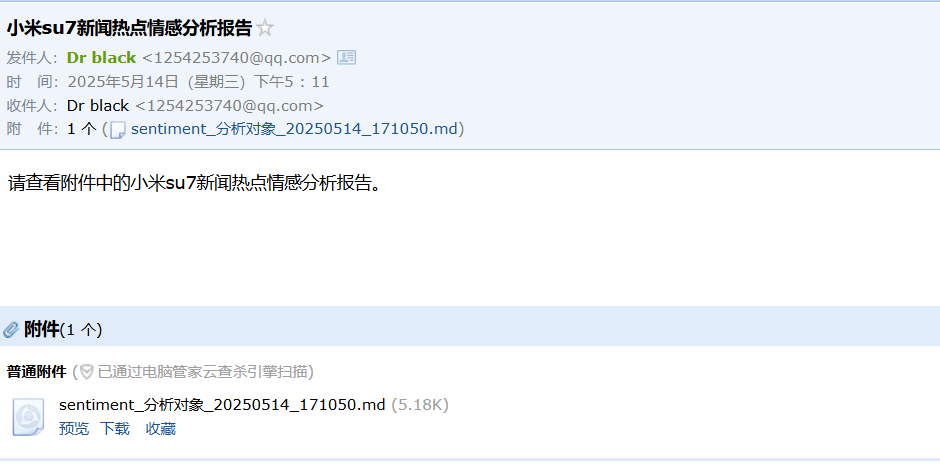 小米su7新闻热点情感分析报告
发件人：Dr black <1254253740@qq.com>
时　间：2025年5月14日（星期三）下午5：11
收件人：Dr black <1254253740@qq.com>
附　件：1 个 (sentiment_分析对象_20250514_171050.md)
请查看附件中的小米su7新闻热点情感分析报告。
附件(1 个)
普通附件 (已通过电脑管家云查杀引擎扫描)
sentiment_分析对象_20250514_171050.md (5.18K)
预览 下载 收藏